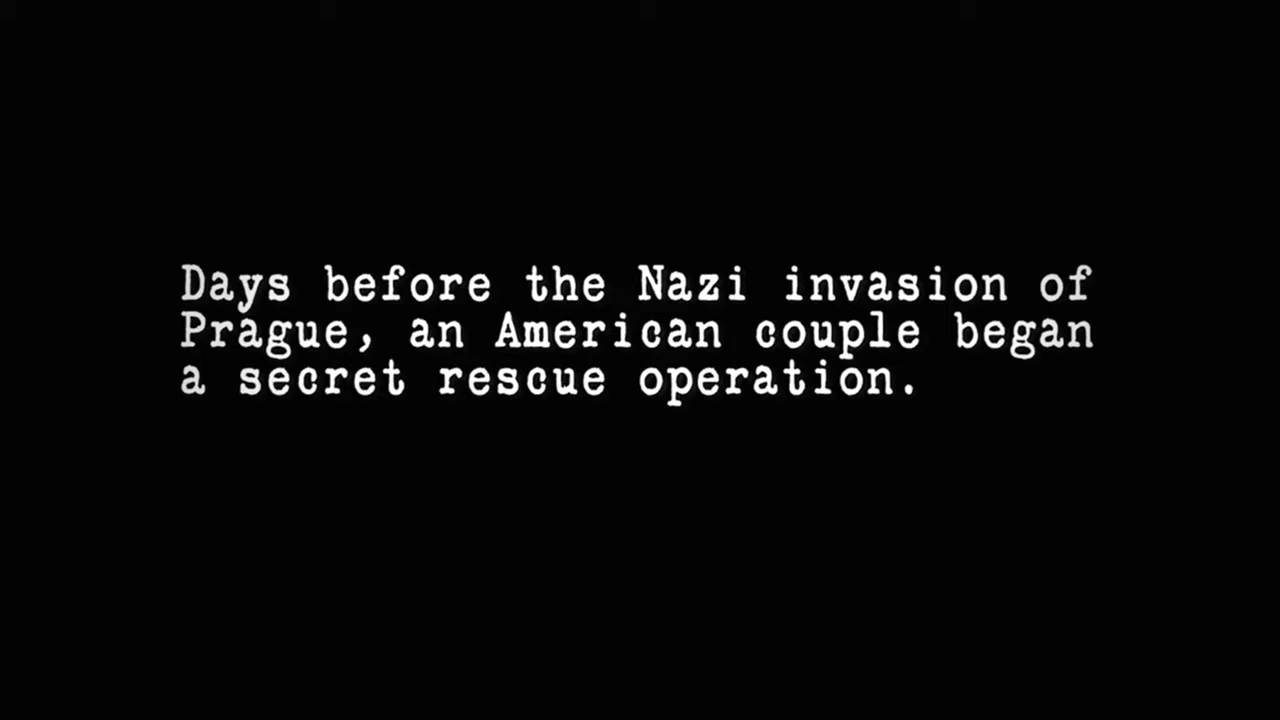 Days before the Nazi invasion of
Prague, an American couple began
a secret rescue operation.